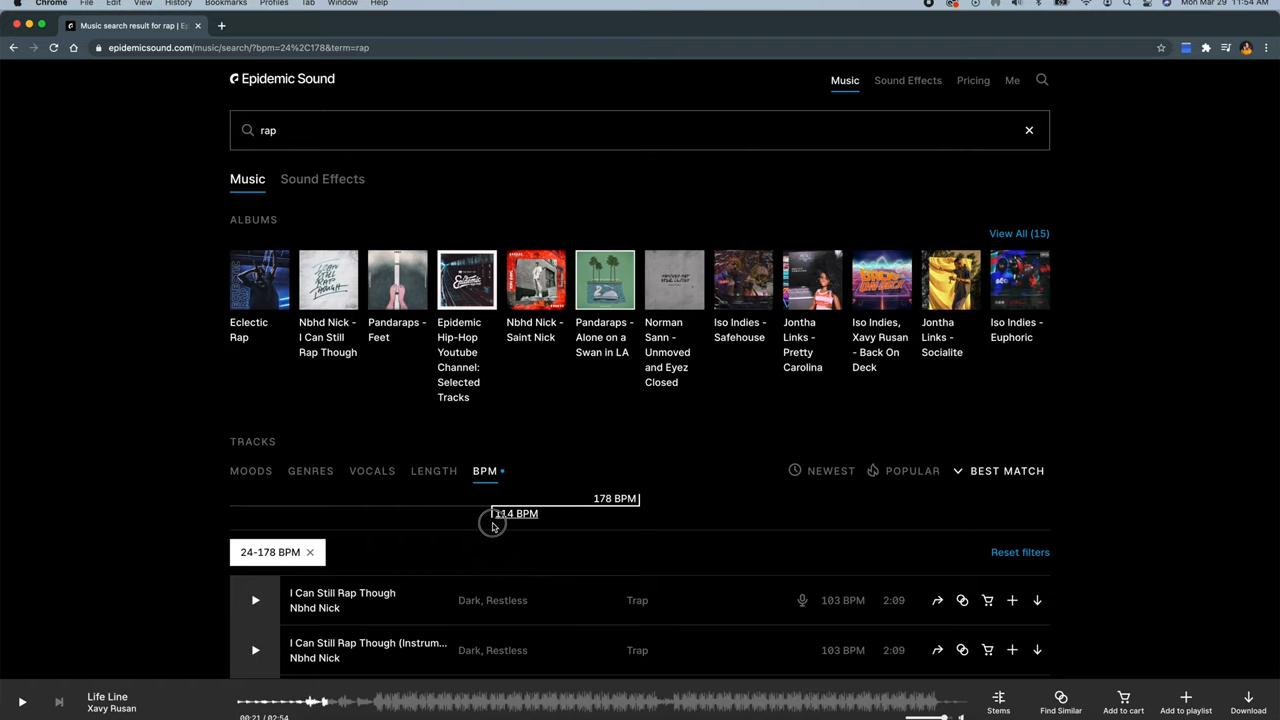 Chrome File Edit View History Bookmarks Profiles Tab Window Help
Mon Mar 29 11:54 AM
Music search result for rap | E
epidemicsound.com/music/search/?bpm=24%2C178&term=rap
Epidemic Sound
Music Sound Effects Pricing Me
rap
Music Sound Effects
ALBUMS
View All (15)
Eclectic Rap
Nbhd Nick - I Can Still Rap Though
Pandaraps - Feet
Epidemic Hip-Hop Youtube Channel: Selected Tracks
Nbhd Nick - Saint Nick
Pandaraps - Alone on a Swan in LA
Norman Sann - Unmoved and Eyez Closed
Iso Indies - Safehouse
Jontha Links - Pretty Carolina
Iso Indies, Xavy Rusan - Back On Deck
Jontha Links - Socialite
Iso Indies - Euphoric
TRACKS
MOODS GENRES VOCALS LENGTH BPM NEWEST POPULAR BEST MATCH
178 BPM
114 BPM
24-178 BPM Reset filters
I Can Still Rap Though Dark, Restless Trap 103 BPM 2:09
Nbhd Nick
I Can Still Rap Though (Instrum... Dark, Restless Trap 103 BPM 2:09
Nbhd Nick
Life Line
Xavy Rusan
00:21 / 02:54
Stems Find Similar Add to cart Add to playlist Download